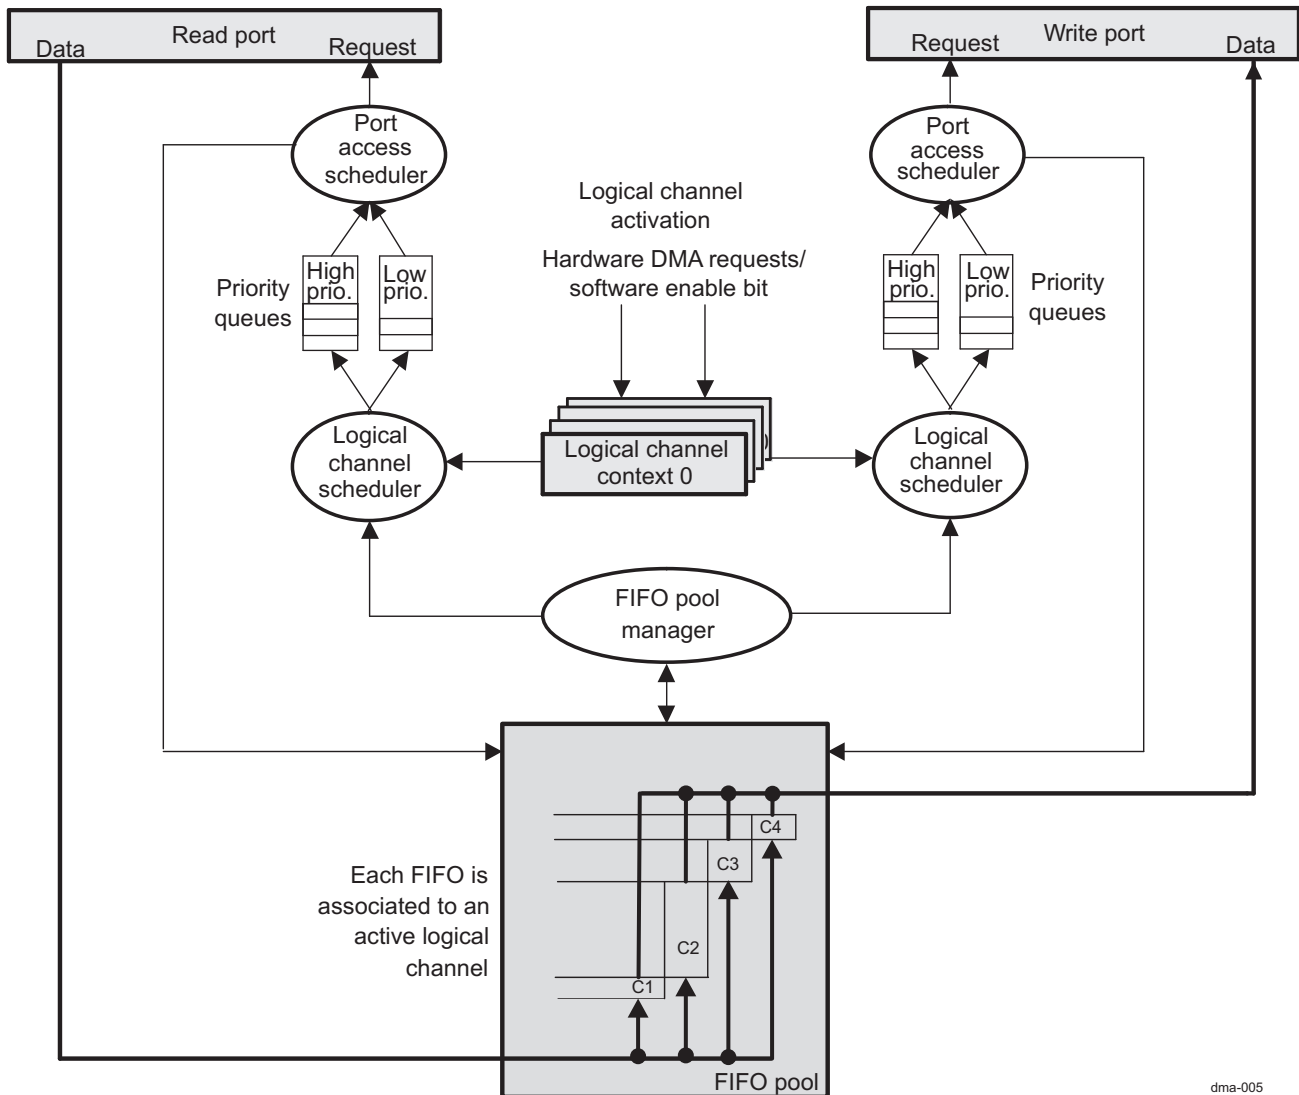 Read port
Data
Request
Write port
Request
Data
Port
access
scheduler
Port
access
scheduler
Logical channel
activation
Hardware DMA requests/
software enable bit
Priority
queues
High
prio.
Low
prio.
High
prio.
Low
prio.
Priority
queues
Logical
channel
scheduler
Logical channel
context 0
Logical
channel
scheduler
FIFO pool
manager
C4
C3
C2
C1
Each FIFO is
associated to an
active logical
channel
FIFO pool
dma-005